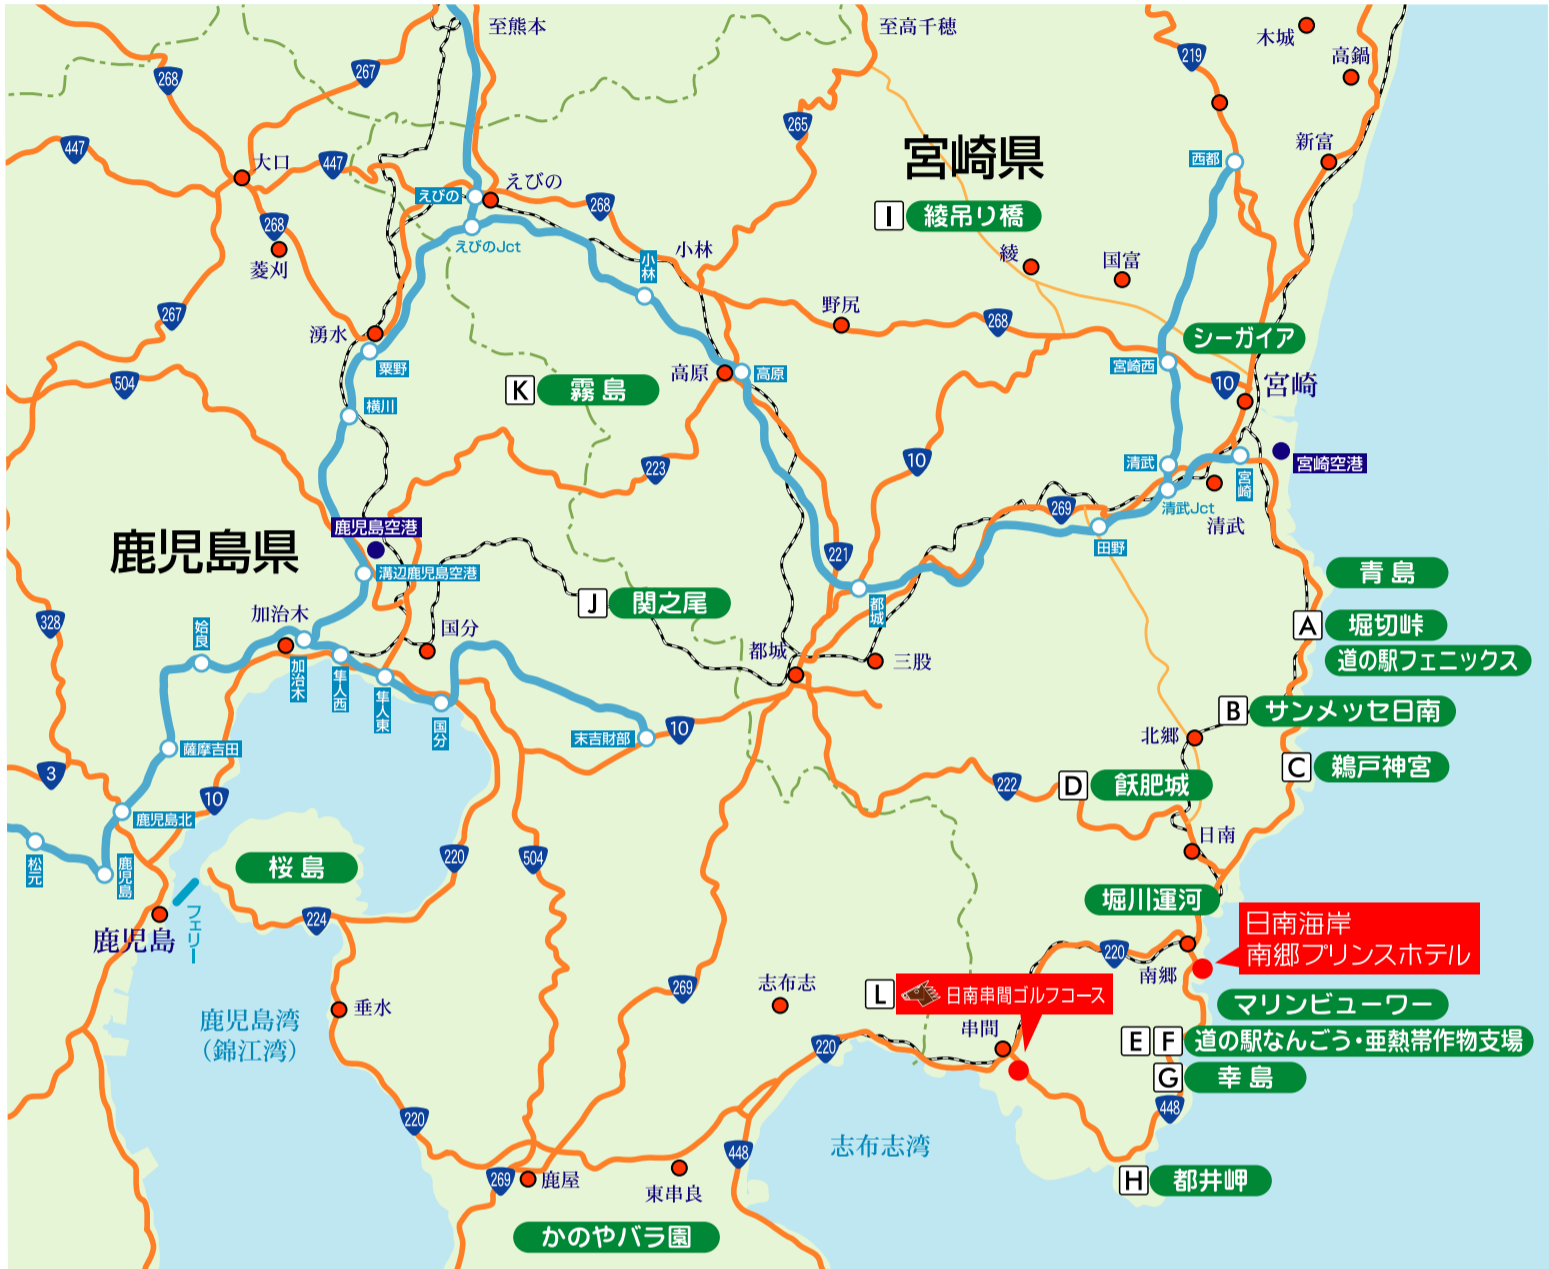 至熊本
至高千穂
木城
高鍋
219
268
267
265
447
宮崎県
新富
西都
大口
447
えびの
えびの
268
I
綾吊り橋
268
菱刈
えびのJct
小林
小林
綾
国富
267
湧水
野尻
268
シーガイア
粟野
504
K
霧島
高原
高原
宮崎西
10
宮崎
横川
223
10
清武
宮崎
宮崎空港
269
清武Jct
清武
鹿児島空港
鹿児島県
田野
221
溝辺鹿児島空港
青島
J
関之尾
都城
328
加治木
姶良
国分
A
堀切峠
道の駅フェニックス
都城
三股
加治木
隼人西
隼人東
国分
B
サンメッセ日南
末吉財部
10
北郷
薩摩吉田
3
C
鵜戸神宮
10
222
D
飫肥城
鹿児島北
日南
松元
鹿児島
桜島
220
504
堀川運河
フェリー
224
鹿児島
日南海岸
南郷プリンスホテル
220
南郷
269
志布志
L
日南串間ゴルフコース
マリンビューワー
垂水
鹿児島湾
(錦江湾)
串間
220
E
F
道の駅なんごう・亜熱帯作物支場
G
幸島
220
448
448
志布志湾
269
鹿屋
東串良
H
都井岬
かのやバラ園